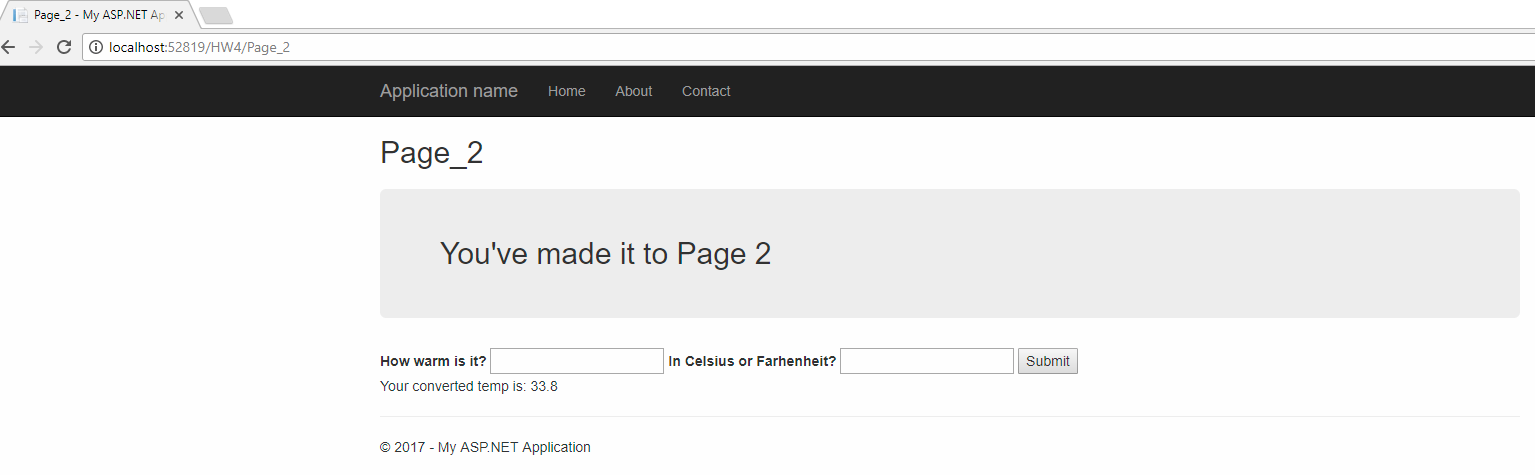 Page_2 - My ASP.NET Ap
localhost:52819/HW4/Page_2
Application name Home About Contact
Page_2
You've made it to Page 2
How warm is it? In Celsius or Farhenheit? Submit
Your converted temp is: 33.8
© 2017 - My ASP.NET Application